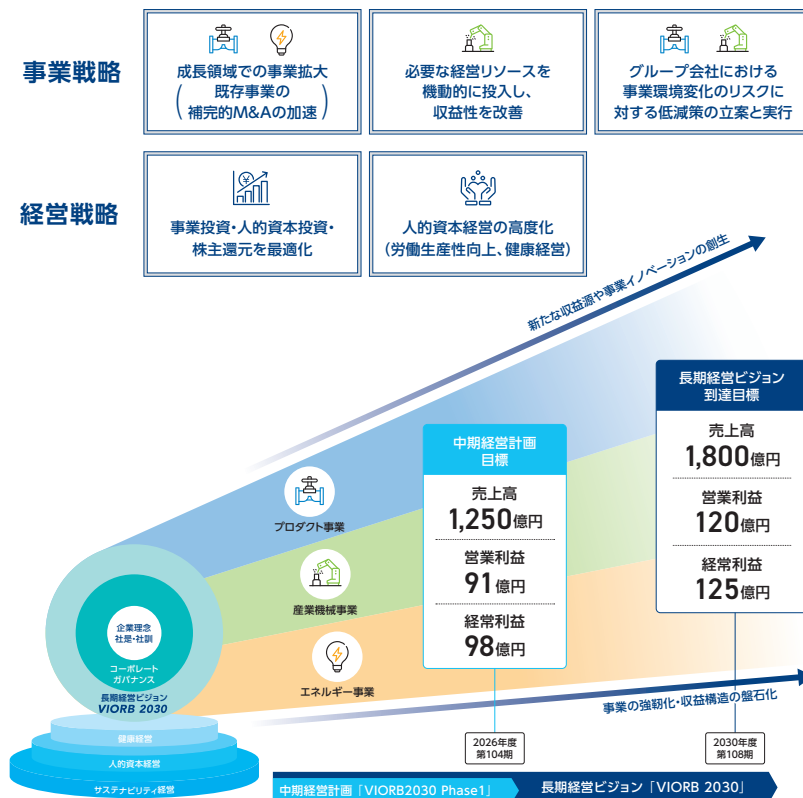 事業戦略
成長領域での事業拡大
(既存事業の
補完的M&Aの加速)
必要な経営リソースを
機動的に投入し、
収益性を改善
グループ会社における
事業環境変化のリスクに
対する低減策の立案と実行
経営戦略
¥
事業投資・人的資本投資・
株主還元を最適化
人的資本経営の高度化
(労働生産性向上、健康経営)
新たな収益源や事業イノベーションの創生
長期経営ビジョン
到達目標
売上高
1,800億円
営業利益
120億円
経常利益
125億円
中期経営計画
目標
売上高
1,250億円
営業利益
91億円
経常利益
98億円
プロダクト事業
産業機械事業
エネルギー事業
企業理念
社是・社訓
コーポレート
ガバナンス
長期経営ビジョン
VIORB 2030
健康経営
人的資本経営
サステナビリティ経営
事業の強靭化・収益構造の盤石化
2026年度
第104期
2030年度
第108期
中期経営計画「VIORB2030 Phase1」
長期経営ビジョン「VIORB 2030」